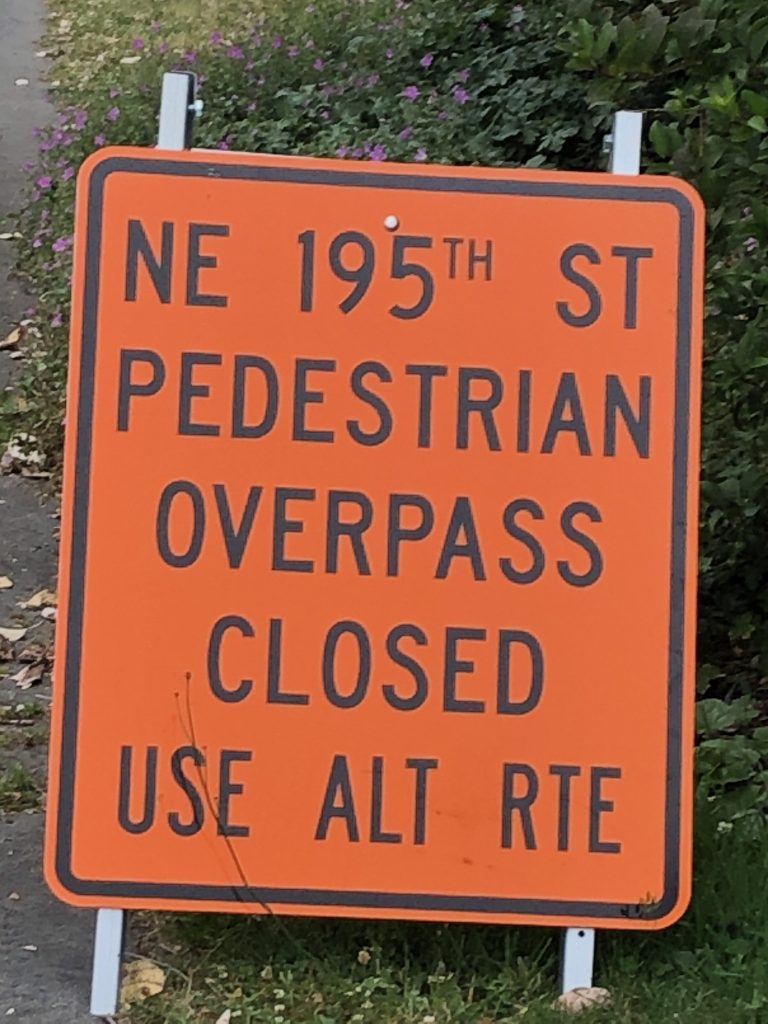 NE 195TH ST
PEDESTRIAN
OVERPASS
CLOSED
USE ALT RTE